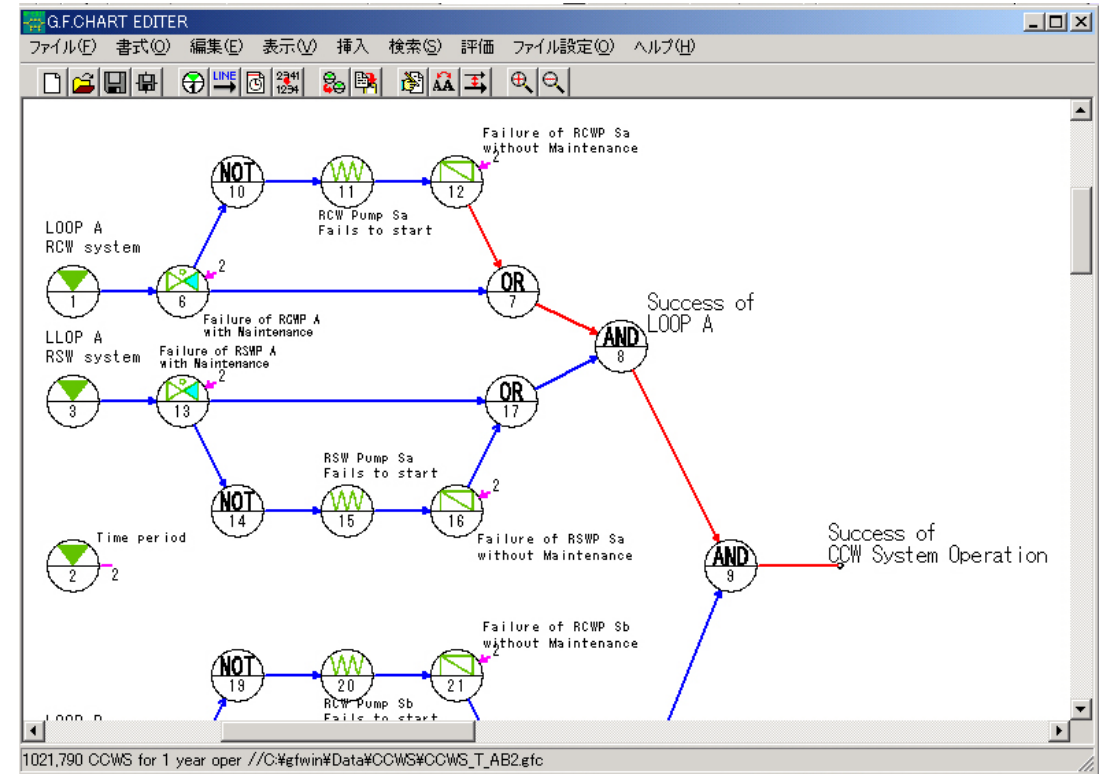 G.F.CHART EDITER
ファイル(F) 書式(O) 編集(E) 表示(V) 挿入 検索(S) 評価 ファイル設定(O) ヘルプ(H)
LINE
2341
1234
AA
Failure of RCWP Sa
without Maintenance
2
NOT
10
11
12
RCW Pump Sa
Fails to start
LOOP A
RCW system
2
1
6
OR
7
Failure of RCWP A
with Maintenance
Success of
LOOP A
AND
8
LLOP A
RSW system
Failure of RSWP A
with Maintenance
2
3
13
OR
17
RSW Pump Sa
Fails to start
2
NOT
14
15
16
Failure of RSWP Sa
without Maintenance
Time period
2
2
AND
9
Success of
CCW System Operation
Failure of RCWP Sb
without Maintenance
2
NOT
19
20
21
RCW Pump Sb
Fails to start
1021,790 CCWS for 1 year oper //C:¥gfwin¥Data¥CCWS¥CCWS_T_AB2.gfc